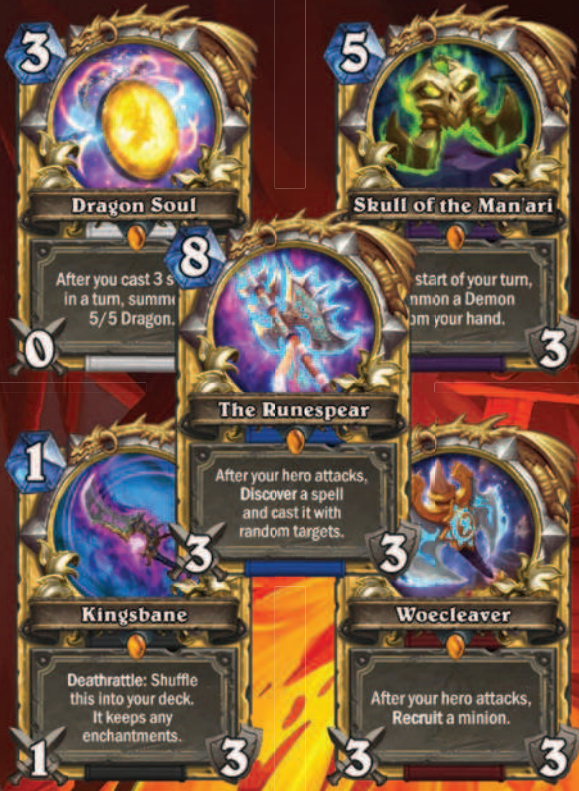 3
Dragon Soul
After you cast 3
in a turn,
5/5 Dragon.
0
5
Skull of the Man'ari
start of your turn,
a Demon
your hand.
3
8
The Runespear
After your hero attacks,
Discover a spell
and cast it with
random targets.
3
3
1
Kingsbane
Deathrattle: Shuffle
this into your deck.
It keeps any
enchantments.
1
3
Woecleaver
After your hero attacks,
Recruit a minion.
3
3